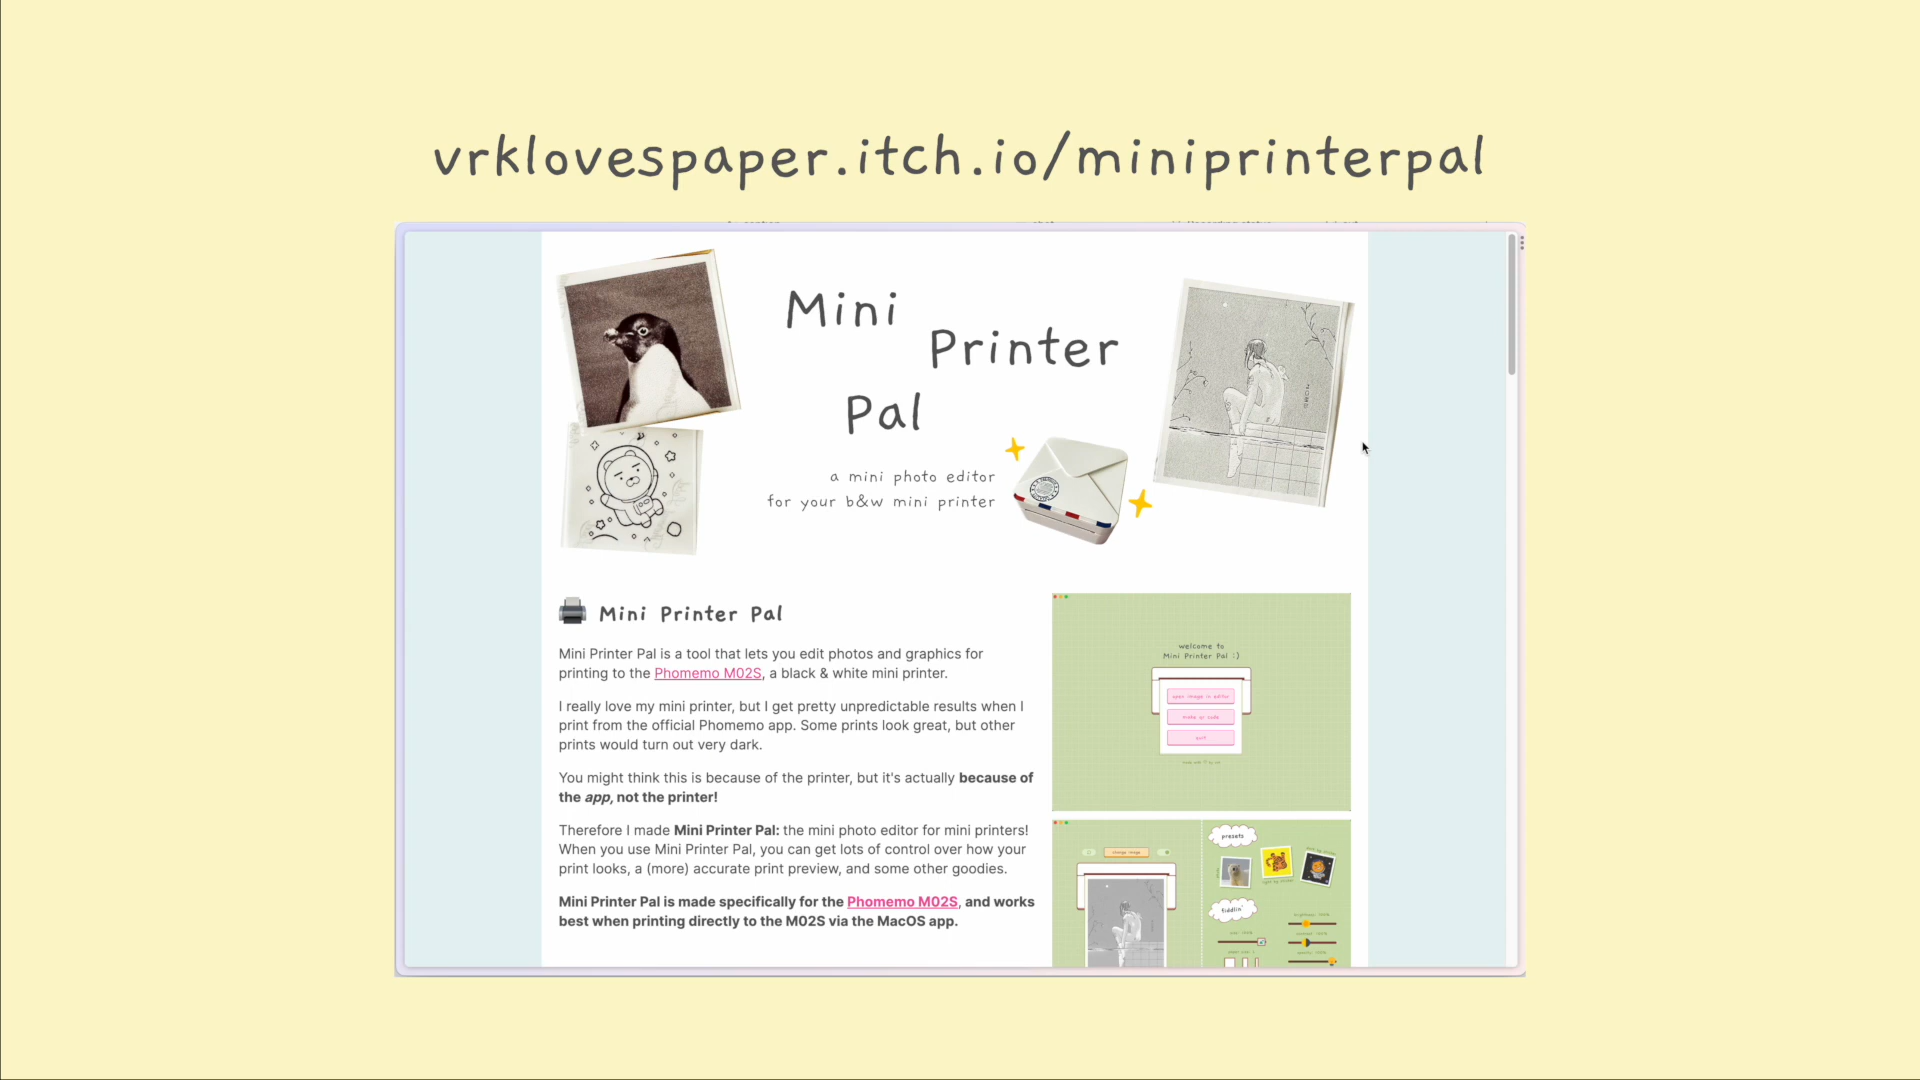 vrklovespaper.itch.io/miniprinterpal
Mini
Printer
Pal
a mini photo editor
for your b&w mini printer
Mini Printer Pal
Mini Printer Pal is a tool that lets you edit photos and graphics for
printing to the Phomemo M02S, a black & white mini printer.
I really love my mini printer, but I get pretty unpredictable results when I
print from the official Phomemo app. Some prints look great, but other
prints would turn out very dark.
You might think this is because of the printer, but it's actually because of
the app, not the printer!
Therefore I made Mini Printer Pal: the mini photo editor for mini printers!
When you use Mini Printer Pal, you can get lots of control over how your
print looks, a (more) accurate print preview, and some other goodies.
Mini Printer Pal is made specifically for the Phomemo M02S, and works
best when printing directly to the M02S via the MacOS app.
welcome to
Mini Printer Pal :)
open image in editor
quit
change image
presets
fiddlin'